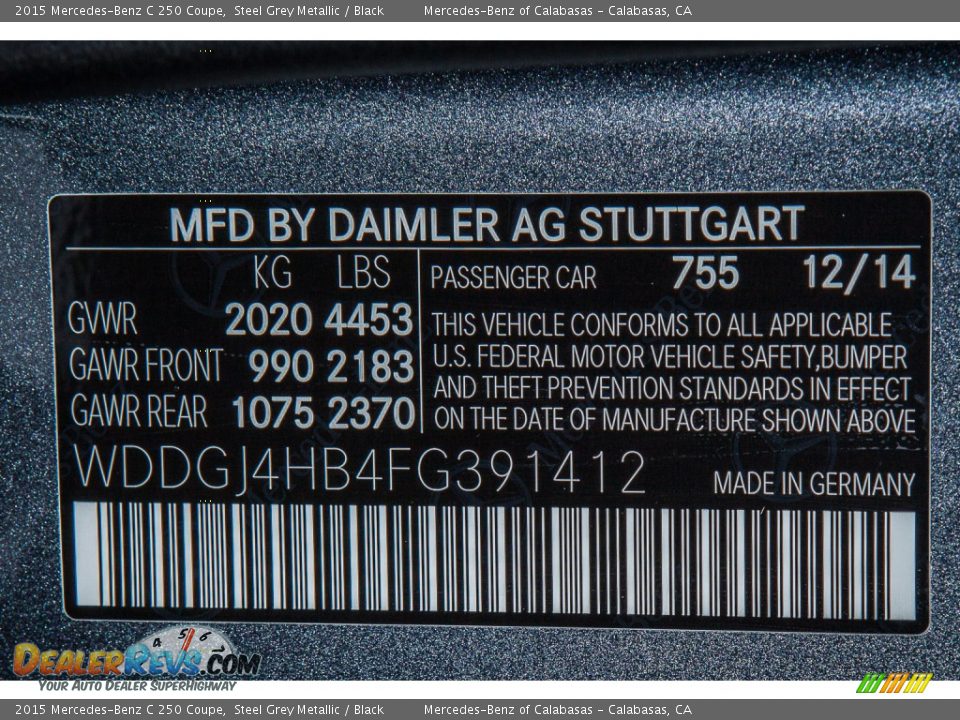 2015 Mercedes-Benz C 250 Coupe, Steel Grey Metallic / Black Mercedes-Benz of Calabasas - Calabasas, CA
MFD BY DAIMLER AG STUTTGART
KG LBS
GVWR 2020 4453
GAWR FRONT 990 2183
GAWR REAR 1075 2370
PASSENGER CAR 755 12/14
THIS VEHICLE CONFORMS TO ALL APPLICABLE
U.S. FEDERAL MOTOR VEHICLE SAFETY,BUMPER
AND THEFT PREVENTION STANDARDS IN EFFECT
ON THE DATE OF MANUFACTURE SHOWN ABOVE
WDDGJ4HB4FG391412
MADE IN GERMANY
4 5 6
DEALERREVS.COM
YOUR AUTO DEALER SUPERHIGHWAY
2015 Mercedes-Benz C 250 Coupe, Steel Grey Metallic / Black Mercedes-Benz of Calabasas - Calabasas, CA